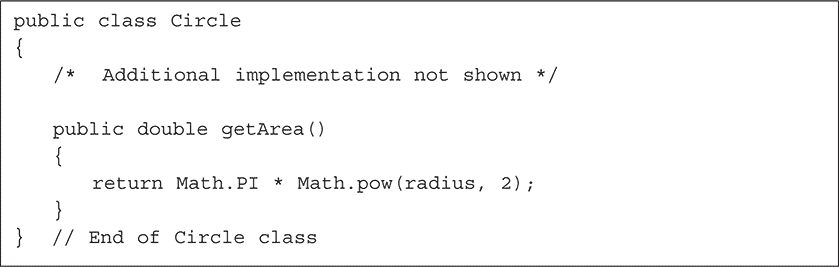 public class Circle
{
/*  Additional implementation not shown */
public double getArea()
{
return Math.PI * Math.pow(radius, 2);
}
}  // End of Circle class